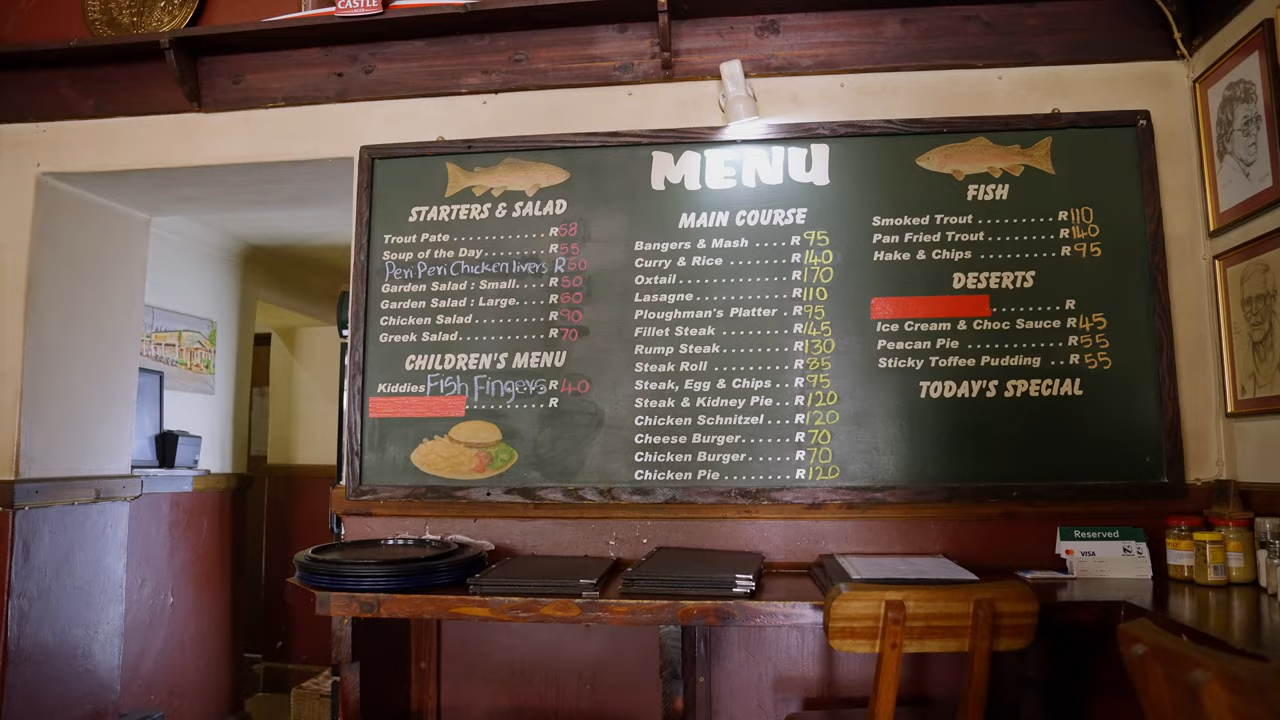 CASTLE
LAGER
MENU
STARTERS & SALAD
Trout Pate ............ R68
Soup of the Day ......... R55
Peri-Peri Chicken livers R60
Garden Salad : Small.... R50
Garden Salad : Large.... R60
Chicken Salad ........... R90
Greek Salad ............. R70
CHILDREN'S MENU
Kiddies Fish Fingers R40
.......... R
MAIN COURSE
Bangers & Mash .... R95
Curry & Rice ....... R140
Oxtail ............. R170
Lasagne ............ R110
Ploughman's Platter . R95
Fillet Steak ........ R145
Rump Steak ........ R130
Steak Roll ......... R85
Steak, Egg & Chips .. R95
Steak & Kidney Pie .. R120
Chicken Schnitzel ... R120
Cheese Burger ...... R70
Chicken Burger ..... R70
Chicken Pie ........ R120
FISH
Smoked Trout ......... R110
Pan Fried Trout ....... R140
Hake & Chips .......... R95
DESERTS
.......... R
Ice Cream & Choc Sauce R45
Peacan Pie ........... R55
Sticky Toffee Pudding .. R55
TODAY'S SPECIAL
Reserved
VISA